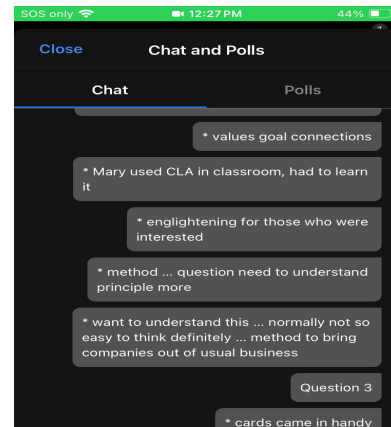 SOS only 12:27 PM 44%
Close Chat and Polls
Chat Polls
* values goal connections
* Mary used CLA in classroom, had to learn
it
* englightening for those who were
interested
* method ... question need to understand
principle more
* want to understand this ... normally not so
easy to think definitely ... method to bring
companies out of usual business
Question 3
* cards came in handy